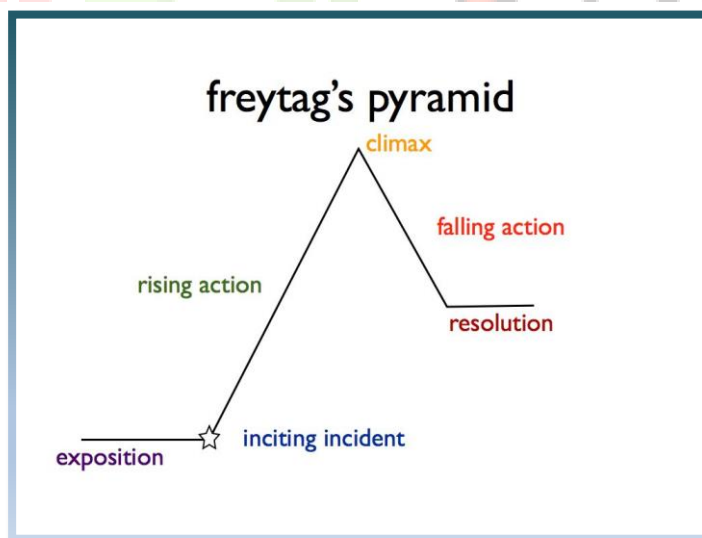 freytag's pyramid
climax
falling action
rising action
resolution
inciting incident
exposition